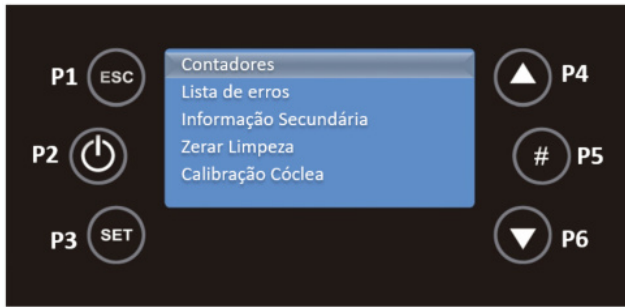 P1 ESC
P2
P3 SET
Contadores
Lista de erros
Informação Secundária
Zerar Limpeza
Calibração Cóclea
P4
# P5
P6